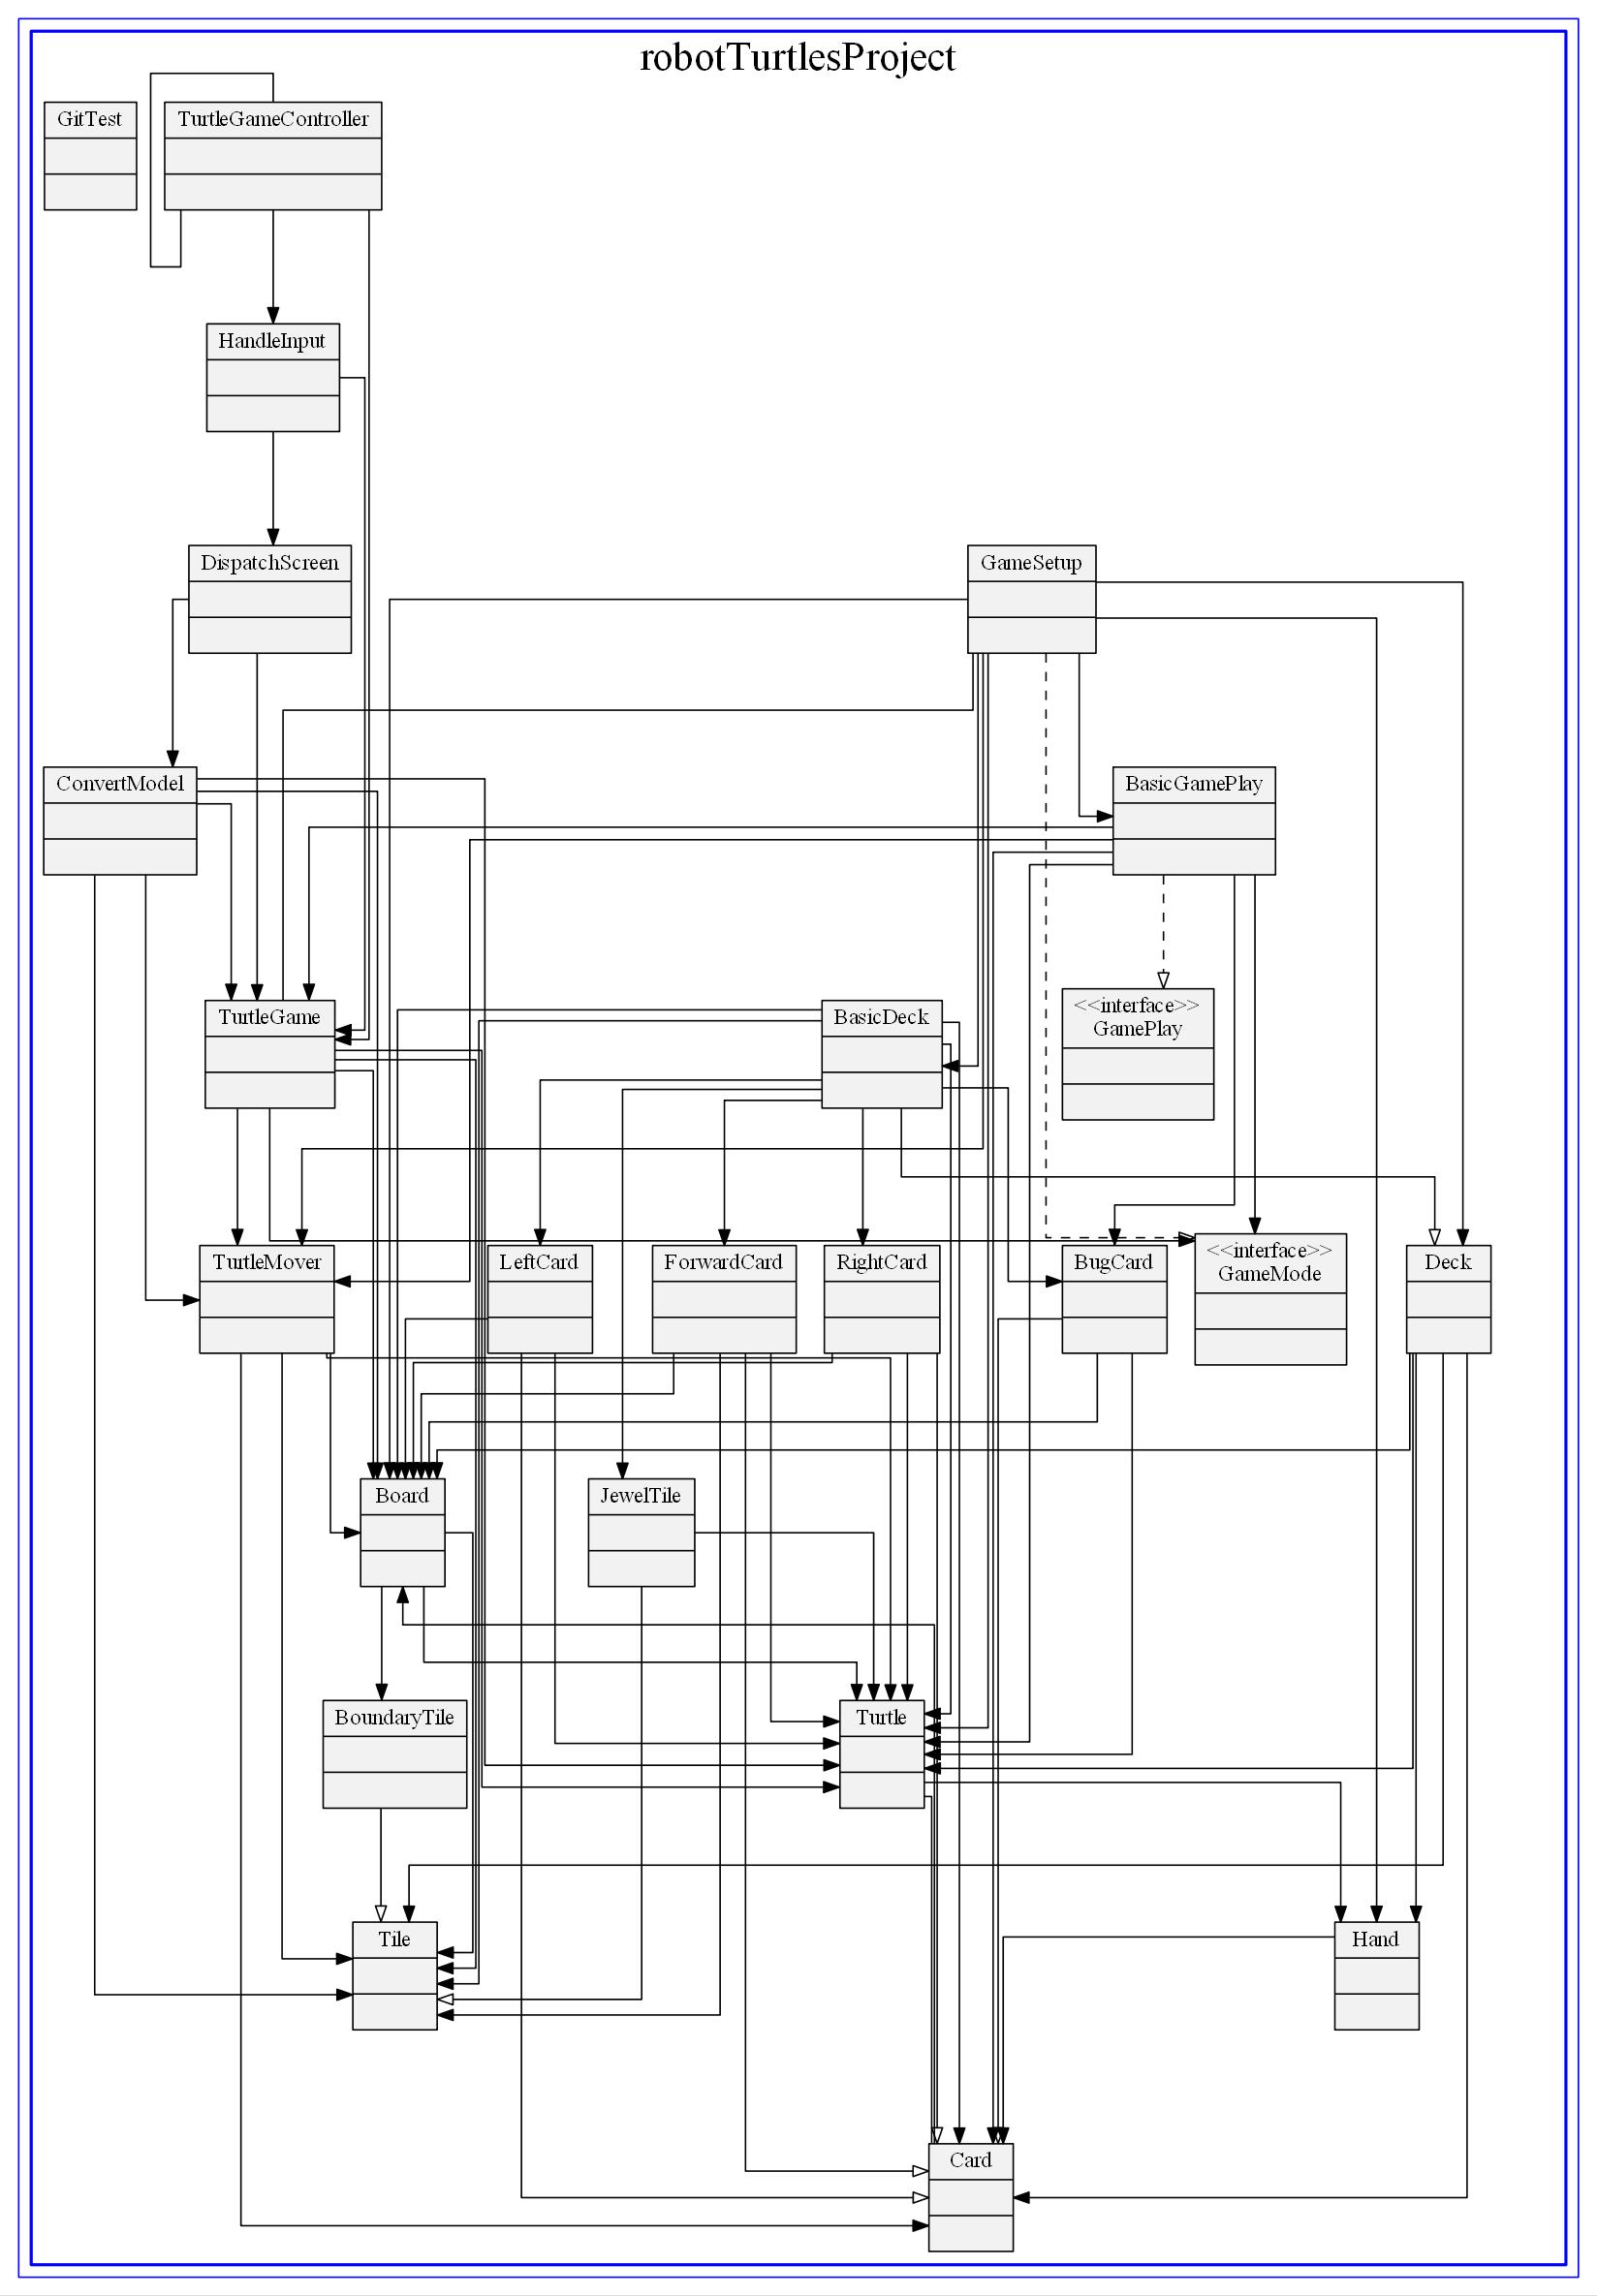 robotTurtlesProject
GitTest
TurtleGameController
HandleInput
DispatchScreen
GameSetup
ConvertModel
BasicGamePlay
TurtleGame
BasicDeck
<<interface>>
GamePlay
TurtleMover
LeftCard
ForwardCard
RightCard
BugCard
<<interface>>
GameMode
Deck
Board
JewelTile
BoundaryTile
Turtle
Tile
Hand
Card